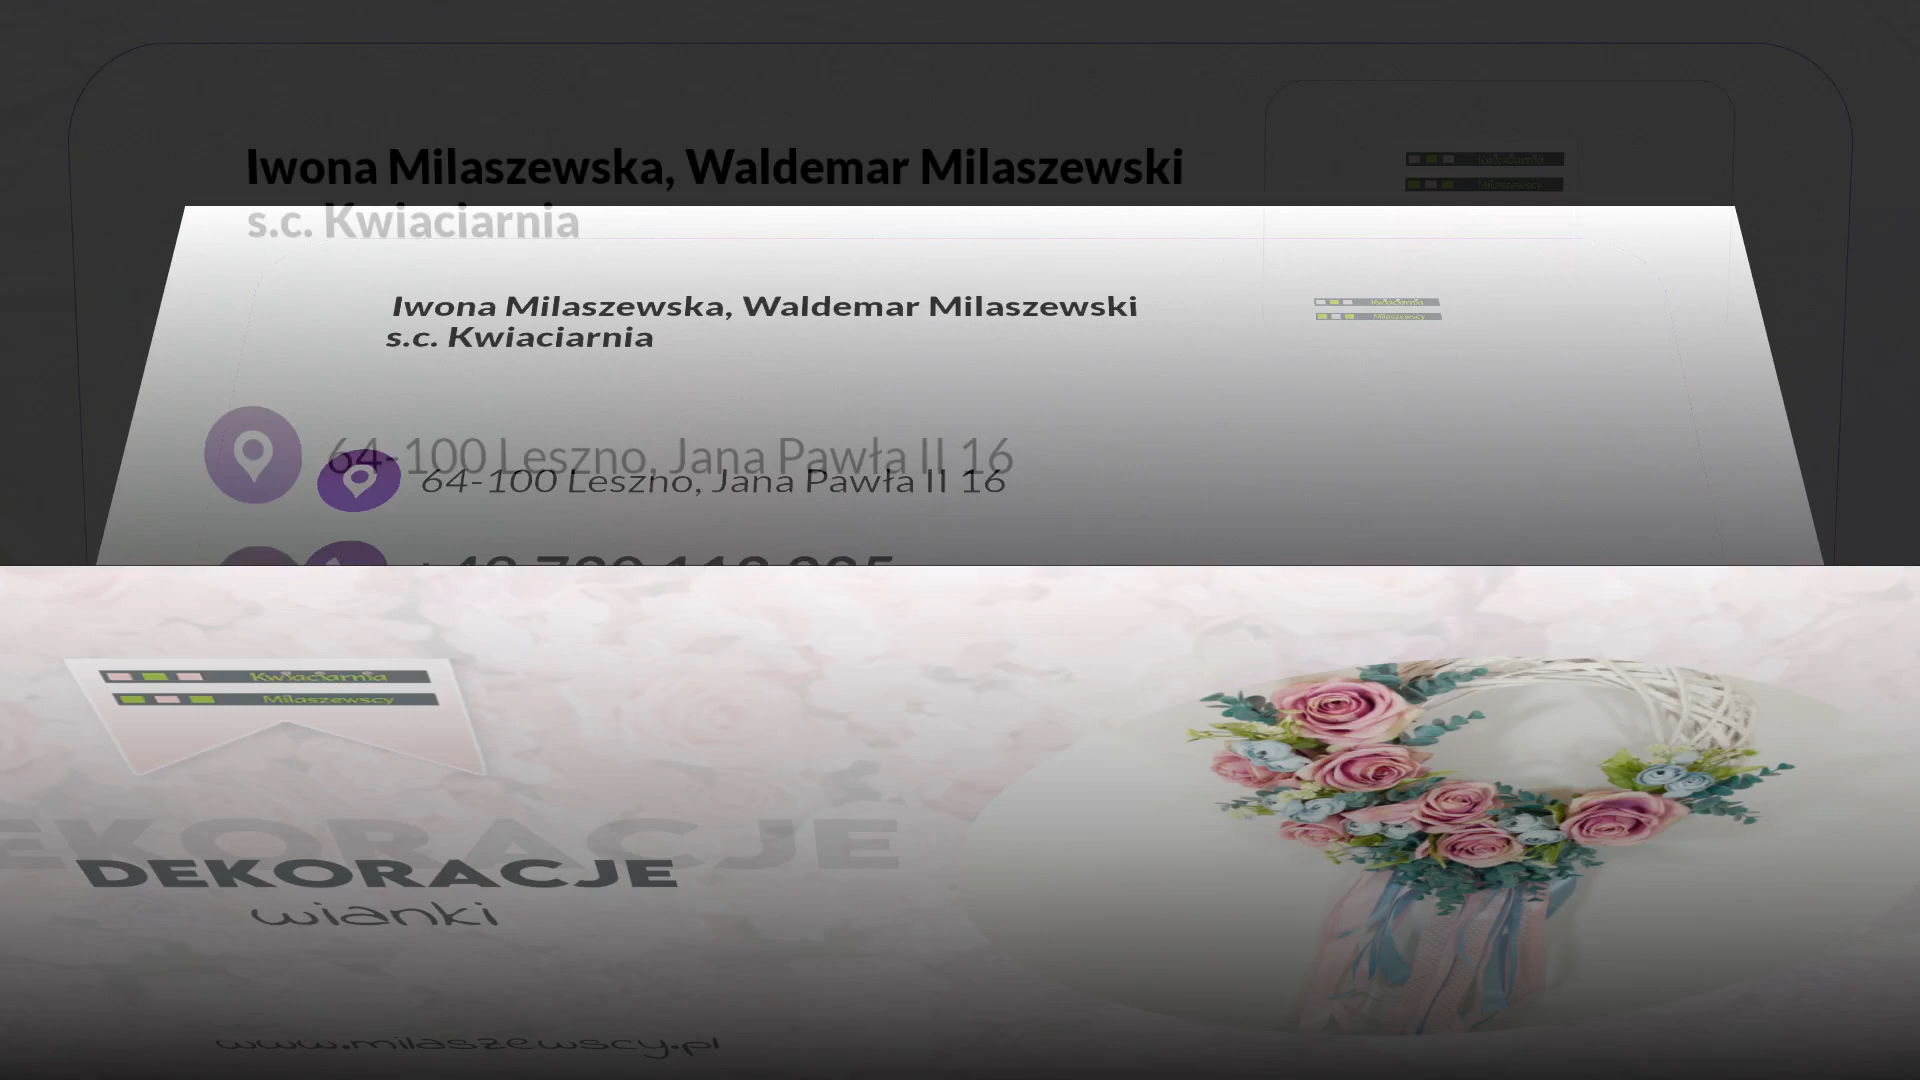 Iwona Milaszewska, Waldemar Milaszewski
s.c. Kwiaciarnia
Kwiaciarnia
Milaszewscy
Iwona Milaszewska, Waldemar Milaszewski
s.c. Kwiaciarnia
Kwiaciarnia
Milaszewscy
64-100 Leszno, Jana Pawła II 16
64-100 Leszno, Jana Pawła II 16
Kwiaciarnia
Milaszewscy
EKORACJE
DEKORACJE
wianki
www.milaszewscy.pl